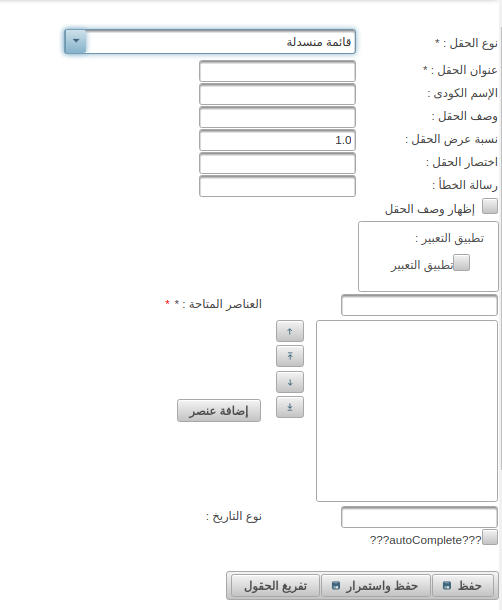 نوع الحقل : * قائمة منسدلة
عنوان الحقل : *
الإسم الكودى :
وصف الحقل :
نسبة عرض الحقل : 1.0
اختصار الحقل :
رسالة الخطأ :
إظهار وصف الحقل
تطبيق التعبير :
تطبيق التعبير
العناصر المتاحة : * *
إضافة عنصر
نوع التاريخ :
???autoComplete???
حفظ حفظ واستمرار تفريغ الحقول